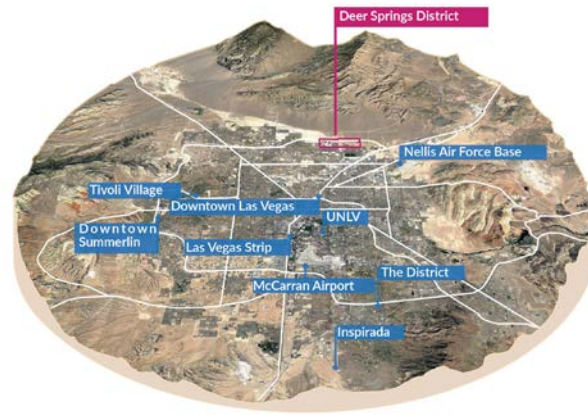 Deer Springs District
Nellis Air Force Base
Tivoli Village
Downtown Las Vegas
UNLV
Downtown
Summerlin
Las Vegas Strip
The District
McCarran Airport
Inspirada